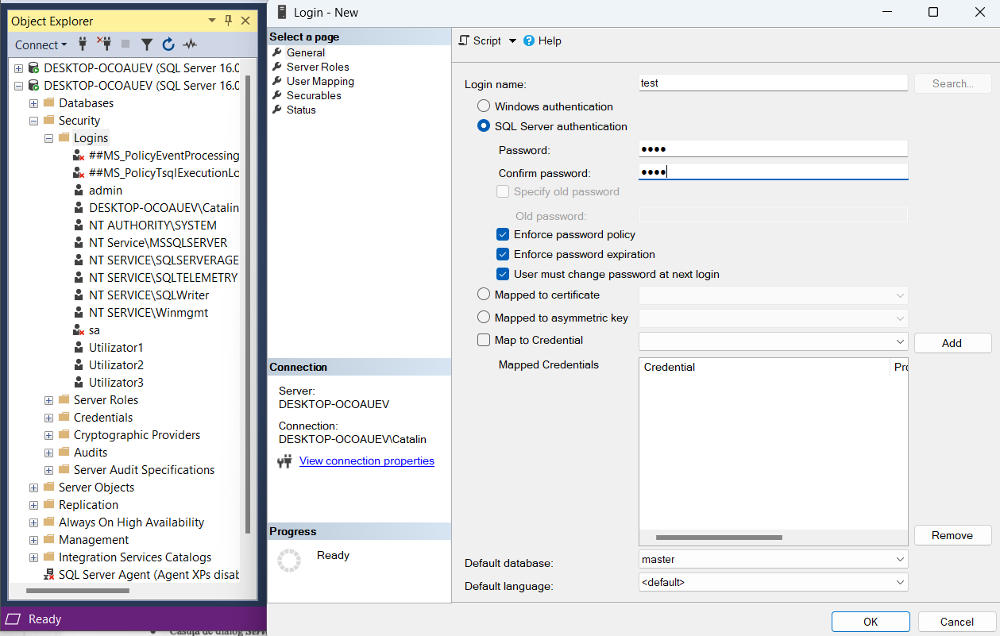 Object Explorer
Connect
DESKTOP-OCOAUEV (SQL Server 16.0
DESKTOP-OCOAUEV (SQL Server 16.0
Databases
Security
Logins
##MS_PolicyEventProcessing
##MS_PolicyTsqlExecutionLo
admin
DESKTOP-OCOAUEV\Catalin
NT AUTHORITY\SYSTEM
NT Service\MSSQLSERVER
NT SERVICE\SQLSERVERAGE
NT SERVICE\SQLTELEMETRY
NT SERVICE\SQLWriter
NT SERVICE\Winmgmt
sa
Utilizator1
Utilizator2
Utilizator3
Server Roles
Credentials
Cryptographic Providers
Audits
Server Audit Specifications
Server Objects
Replication
Always On High Availability
Management
Integration Services Catalogs
SQL Server Agent (Agent XPs disab
Ready
Login - New
Select a page
General
Server Roles
User Mapping
Securables
Status
Connection
Server:
DESKTOP-OCOAUEV
Connection:
DESKTOP-OCOAUEV\Catalin
View connection properties
Progress
Ready
Script
Help
Login name: test Search...
Windows authentication
SQL Server authentication
Password: ●●●●
Confirm password: ●●●●
Specify old password
Old password:
Enforce password policy
Enforce password expiration
User must change password at next login
Mapped to certificate
Mapped to asymmetric key
Map to Credential Add
Mapped Credentials Credential Pro
Remove
Default database: master
Default language: <default>
OK Cancel